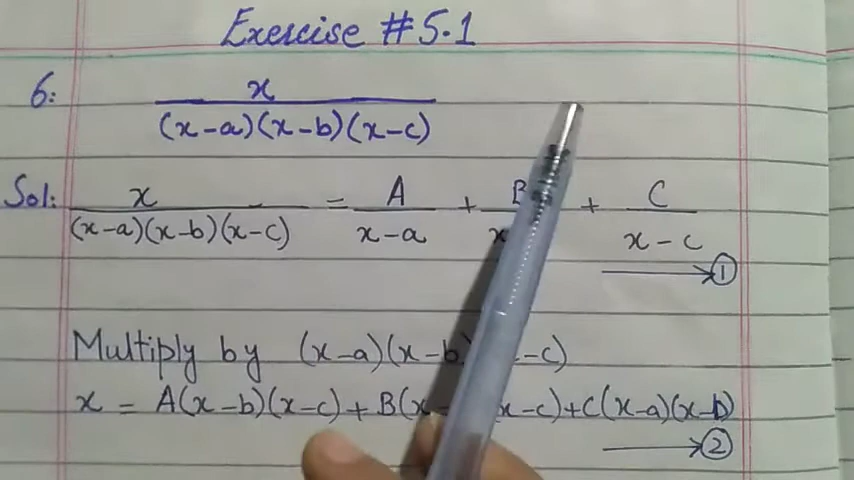 Exercise #5.1
6: x
(x-a)(x-b)(x-c)
Sol: x = A + B + C
(x-a)(x-b)(x-c) x-a x x-c
→ ①
Multiply by (x-a)(x-b) -c)
x = A(x-b)(x-c)+B(x- x-c)+C(x-a)(x-b)
→ ②